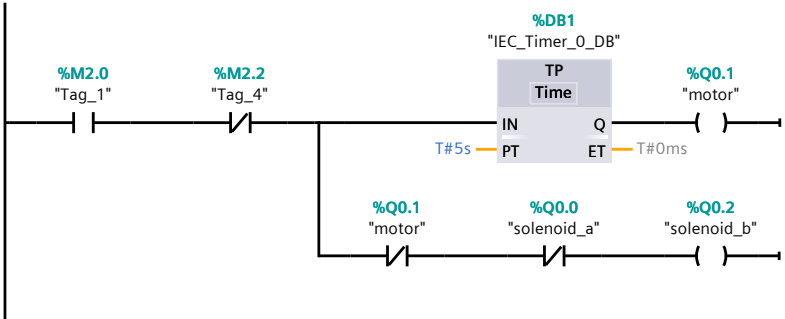 %DB1
"IEC_Timer_0_DB"
%M2.0
"Tag_1"
%M2.2
"Tag_4"
TP
Time
%Q0.1
"motor"
IN
Q
T#5s
PT
ET
T#0ms
%Q0.1
"motor"
%Q0.0
"solenoid_a"
%Q0.2
"solenoid_b"